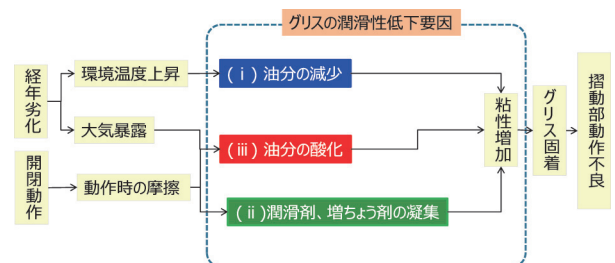 グリスの潤滑性低下要因
経年劣化
環境温度上昇
(ⅰ) 油分の減少
大気暴露
(ⅲ) 油分の酸化
開閉動作
動作時の摩擦
(ⅱ)潤滑剤、増ちょう剤の凝集
粘性増加
グリス固着
摺動部動作不良